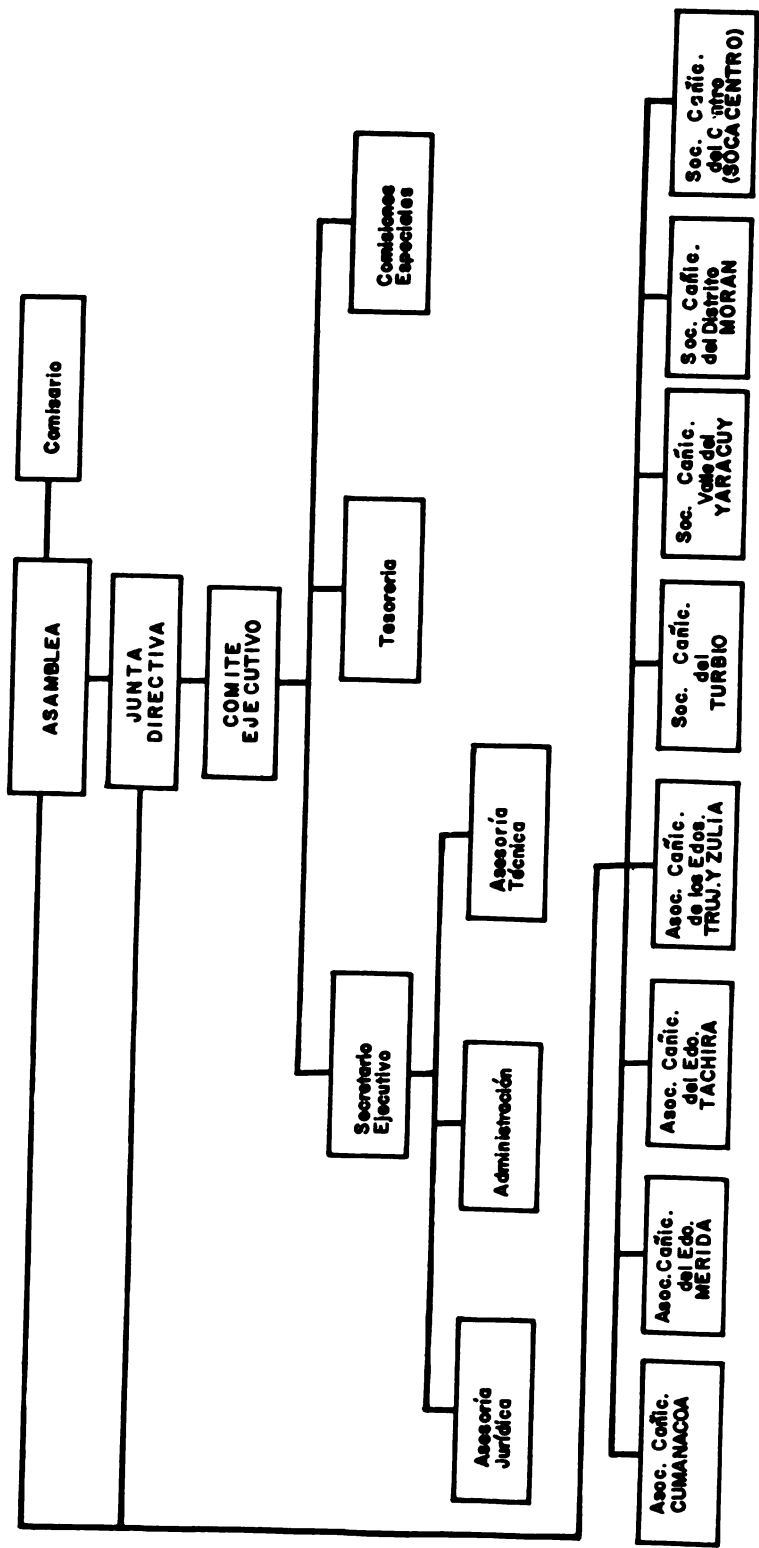 Comisario
ASAMBLEA
JUNTA
DIRECTIVA
COMITE
EJECUTIVO
Secretario
Ejecutivo
Tesoreria
Comisiones
Especiales
Asesoría
Jurídica
Administración
Asesoría
Técnica
Asoc. Cañic.
CUMANACOA
Asoc. Cañic.
del Edo.
MERIDA
Asoc. Cañic.
del Edo.
TACHIRA
Asoc. Cañic.
de los Edos.
TRUJ. Y ZULIA
Soc. Cañic.
del
TURBIO
Soc. Cañic.
Valle del
YARACUY
Soc. Cañic.
del Distrito
MORAN
Soc. Cañic.
del
(SOCACENTRO)